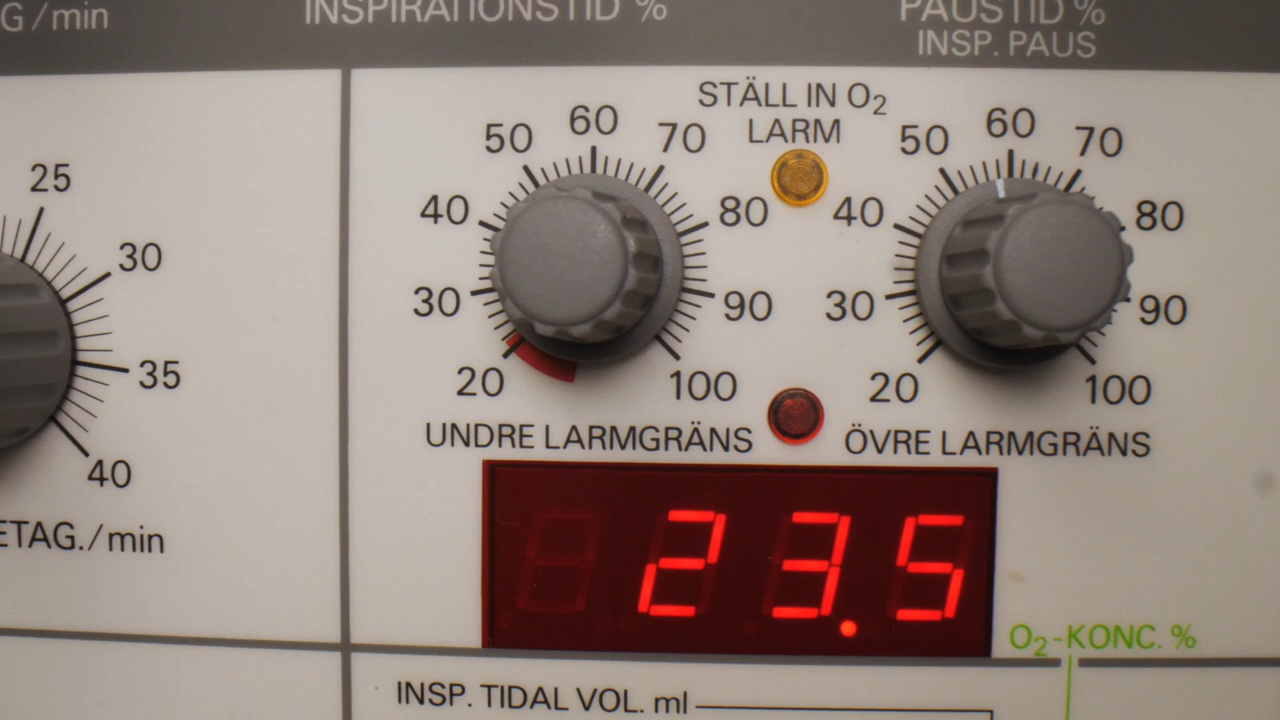 G/min
INSPIRATIONSTID %
PAUSTID %
INSP. PAUS
STÄLL IN O₂
LARM
25
30
35
40
ETAG./min
20
30
40
50
60
70
80
90
100
UNDRE LARMGRÄNS
20
30
40
50
60
70
80
90
100
ÖVRE LARMGRÄNS
23.5
O₂-KONC. %
INSP. TIDAL VOL. ml